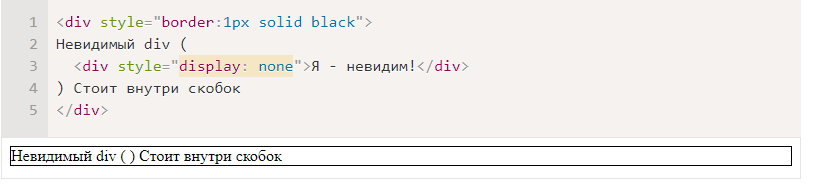 1 <div style="border:1px solid black">
2 Невидимый div (
3   <div style="display: none">Я - невидим!</div>
4 ) Стоит внутри скобок
5 </div>
Невидимый div ( ) Стоит внутри скобок